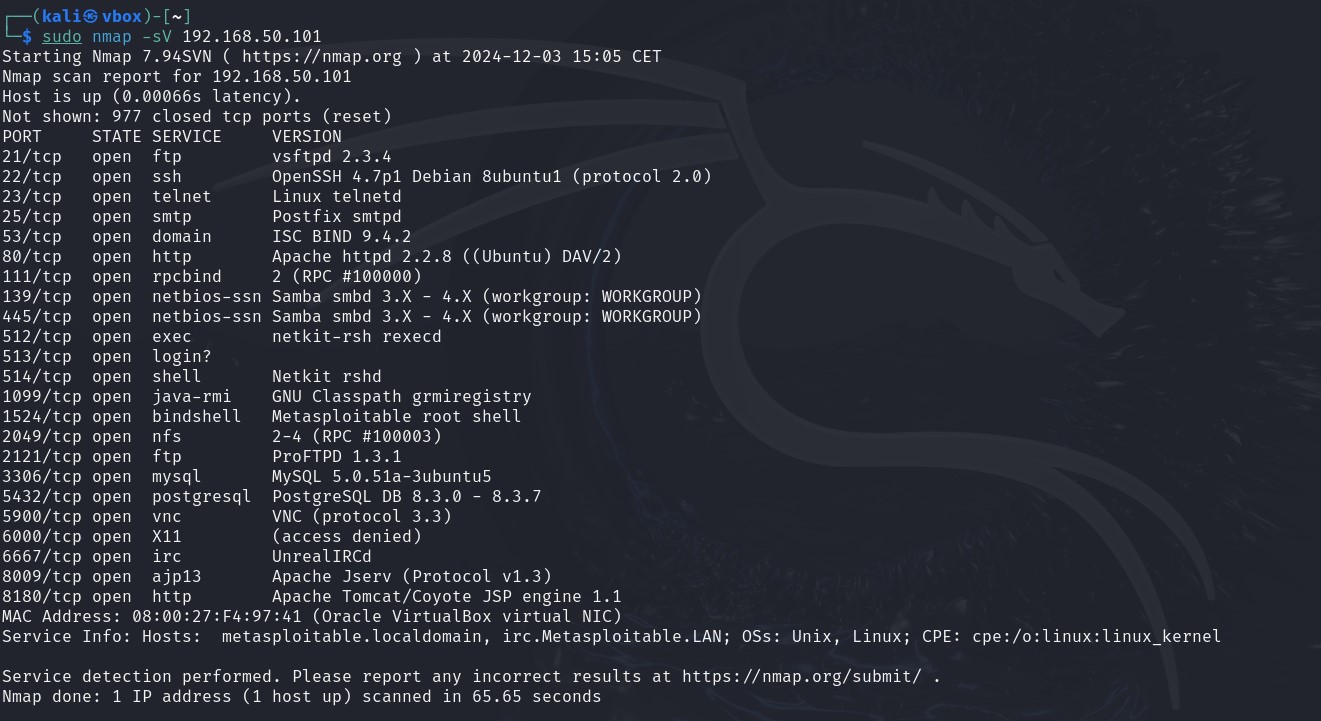 ┌──(kali㉿vbox)-[~]
└─$ sudo nmap -sV 192.168.50.101
Starting Nmap 7.94SVN ( https://nmap.org ) at 2024-12-03 15:05 CET
Nmap scan report for 192.168.50.101
Host is up (0.00066s latency).
Not shown: 977 closed tcp ports (reset)
PORT     STATE SERVICE     VERSION
21/tcp   open  ftp         vsftpd 2.3.4
22/tcp   open  ssh         OpenSSH 4.7p1 Debian 8ubuntu1 (protocol 2.0)
23/tcp   open  telnet      Linux telnetd
25/tcp   open  smtp        Postfix smtpd
53/tcp   open  domain      ISC BIND 9.4.2
80/tcp   open  http        Apache httpd 2.2.8 ((Ubuntu) DAV/2)
111/tcp  open  rpcbind     2 (RPC #100000)
139/tcp  open  netbios-ssn Samba smbd 3.X - 4.X (workgroup: WORKGROUP)
445/tcp  open  netbios-ssn Samba smbd 3.X - 4.X (workgroup: WORKGROUP)
512/tcp  open  exec        netkit-rsh rexecd
513/tcp  open  login?
514/tcp  open  shell       Netkit rshd
1099/tcp open  java-rmi    GNU Classpath grmiregistry
1524/tcp open  bindshell   Metasploitable root shell
2049/tcp open  nfs         2-4 (RPC #100003)
2121/tcp open  ftp         ProFTPD 1.3.1
3306/tcp open  mysql       MySQL 5.0.51a-3ubuntu5
5432/tcp open  postgresql  PostgreSQL DB 8.3.0 - 8.3.7
5900/tcp open  vnc         VNC (protocol 3.3)
6000/tcp open  X11         (access denied)
6667/tcp open  irc         UnrealIRCd
8009/tcp open  ajp13       Apache Jserv (Protocol v1.3)
8180/tcp open  http        Apache Tomcat/Coyote JSP engine 1.1
MAC Address: 08:00:27:F4:97:41 (Oracle VirtualBox virtual NIC)
Service Info: Hosts:  metasploitable.localdomain, irc.Metasploitable.LAN; OSs: Unix, Linux; CPE: cpe:/o:linux:linux_kernel

Service detection performed. Please report any incorrect results at https://nmap.org/submit/ .
Nmap done: 1 IP address (1 host up) scanned in 65.65 seconds